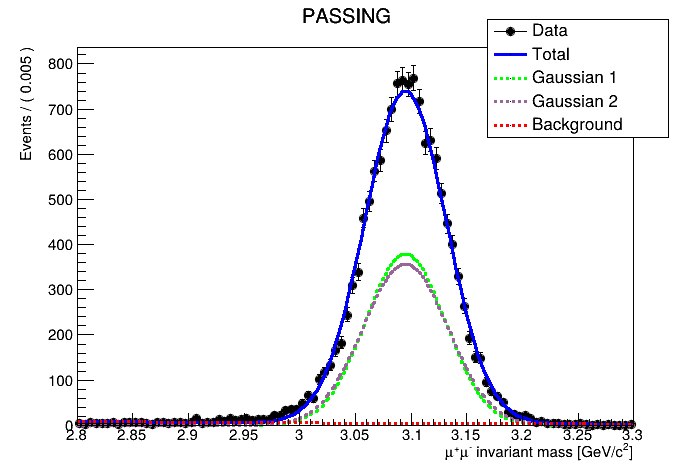 PASSING
Data
Total
Gaussian 1
Gaussian 2
Background
Events / ( 0.005 )
800
700
600
500
400
300
200
100
0
2.8 2.85 2.9 2.95 3 3.05 3.1 3.15 3.2 3.25 3.3
μ⁺μ⁻ invariant mass [GeV/c²]